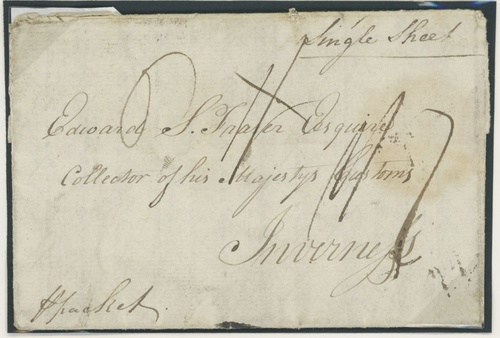 Single Sheet
Edward S. Fraser Esquire
Collector of his Majestys Customs
Inverness
packet